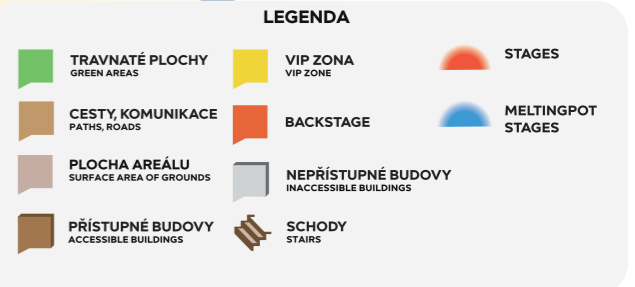 LEGENDA
TRAVNATÉ PLOCHY
GREEN AREAS
CESTY, KOMUNIKACE
PATHS, ROADS
PLOCHA AREÁLU
SURFACE AREA OF GROUNDS
PŘÍSTUPNÉ BUDOVY
ACCESSIBLE BUILDINGS
VIP ZONA
VIP ZONE
BACKSTAGE
NEPŘÍSTUPNÉ BUDOVY
INACCESSIBLE BUILDINGS
SCHODY
STAIRS
STAGES
MELTINGPOT
STAGES